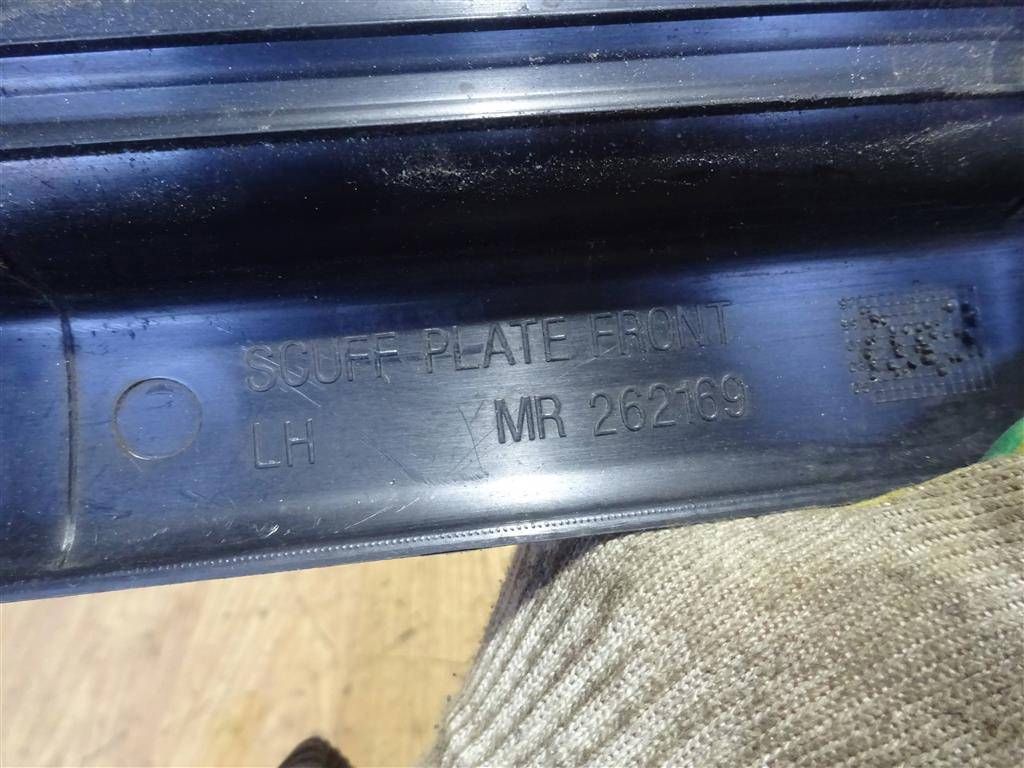 SCUFF PLATE FRONT
LH MR 262169